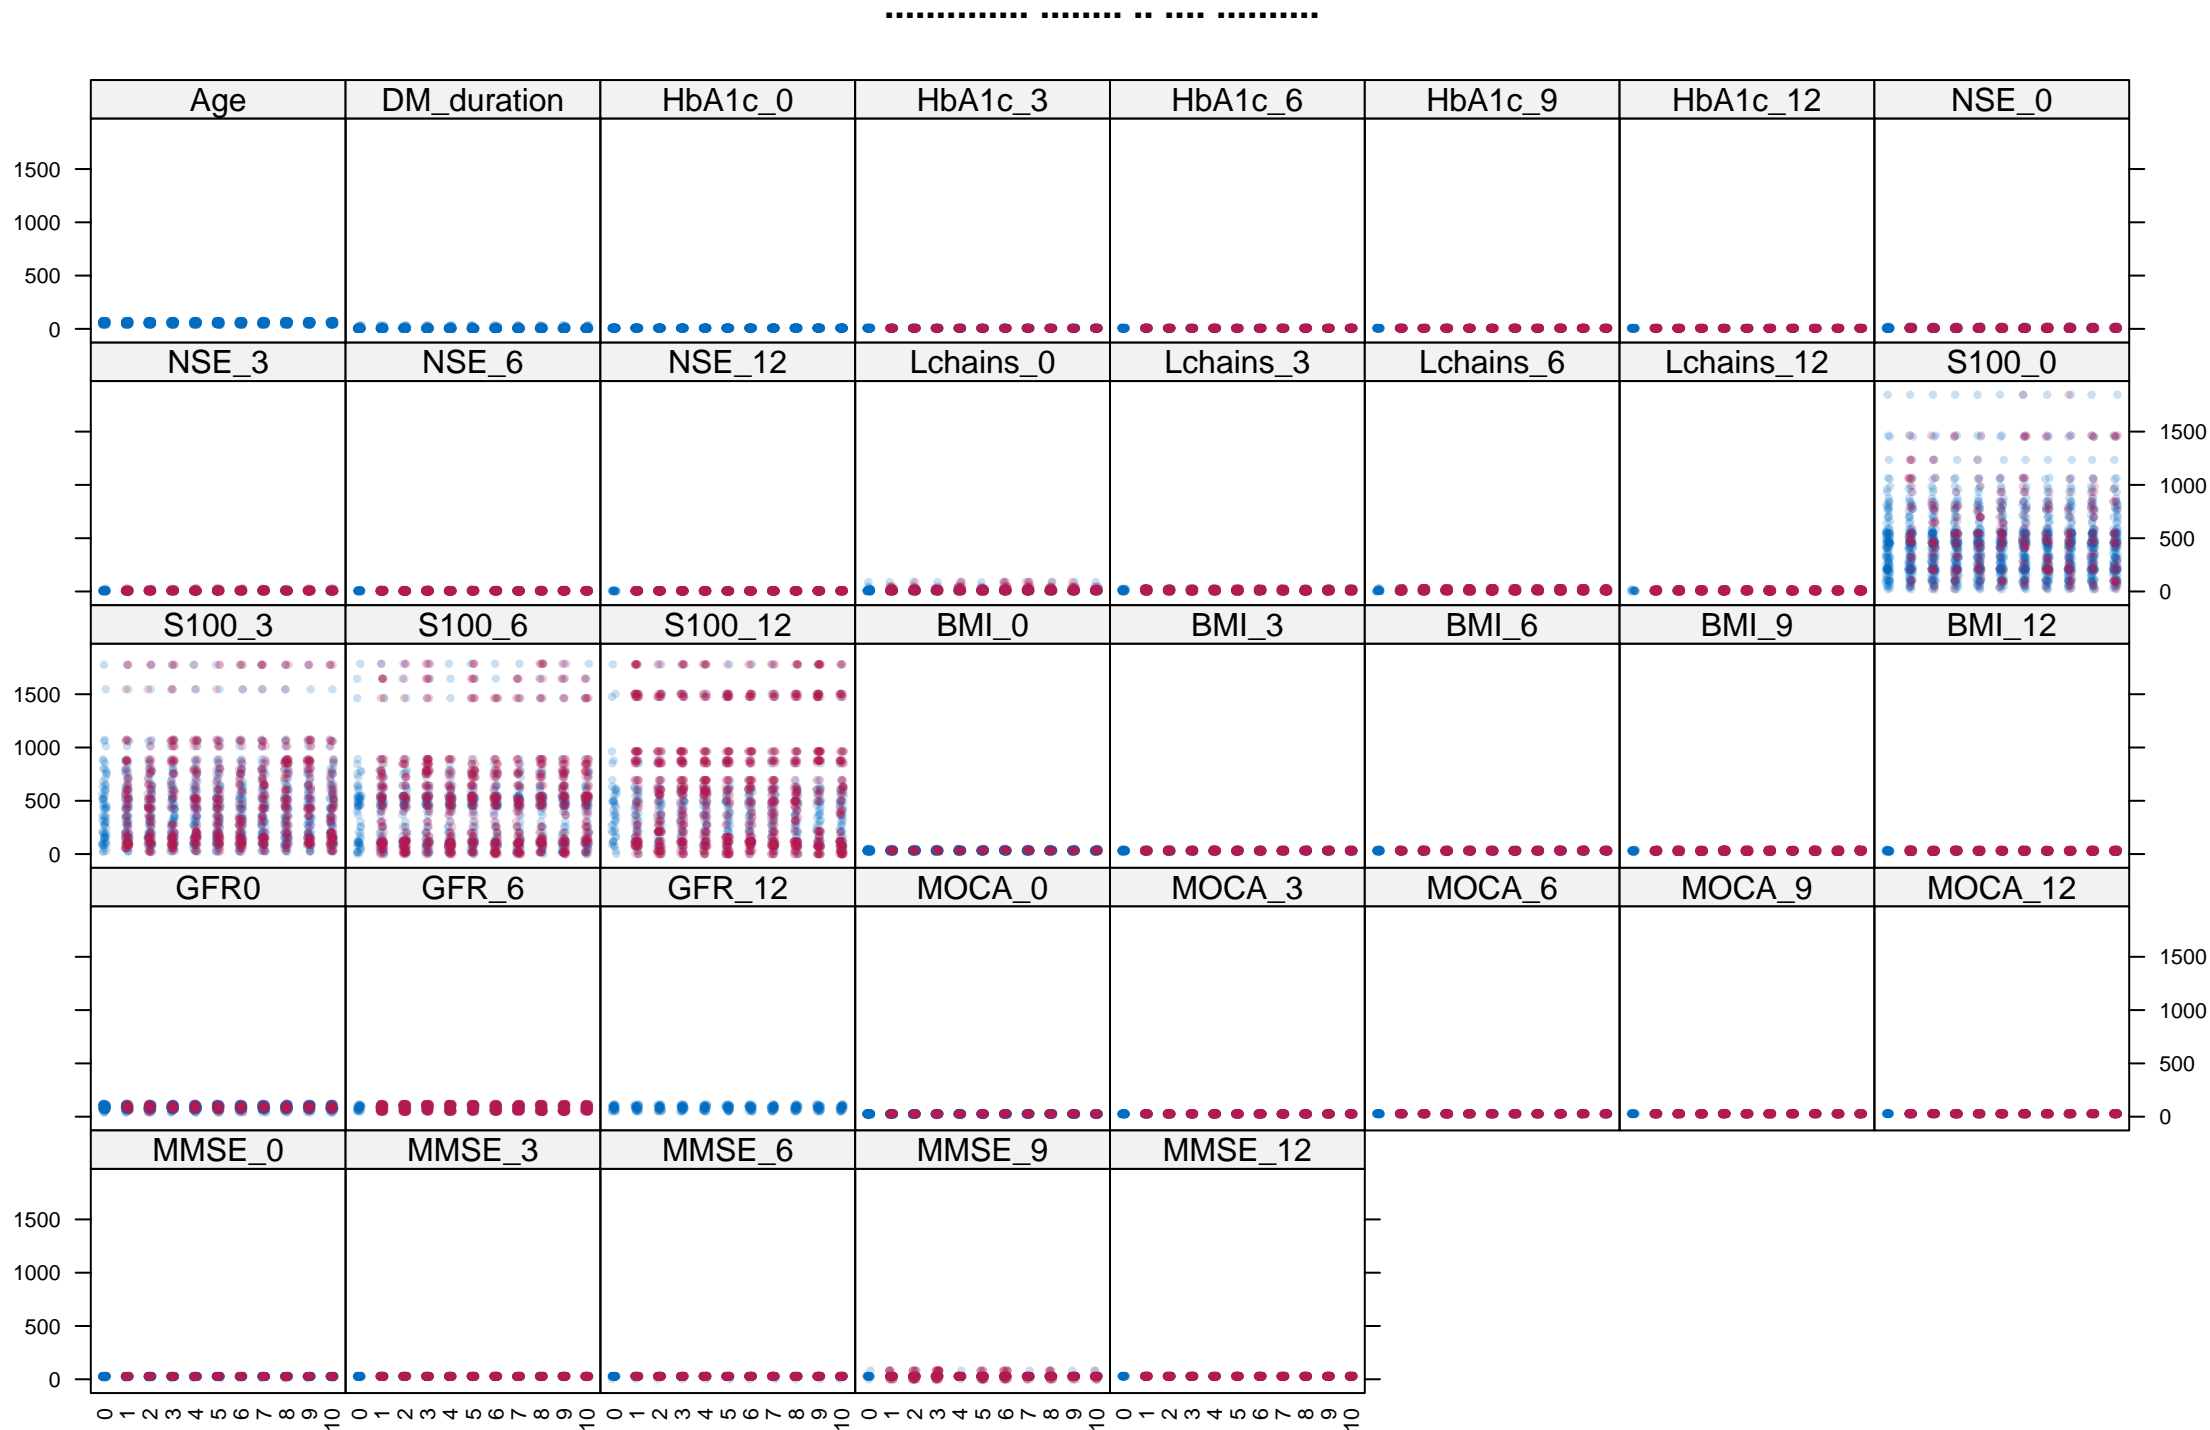 .............. ........ .. .... ..........
Age DM_duration HbA1c_0 HbA1c_3 HbA1c_6 HbA1c_9 HbA1c_12 NSE_0
1500
1000
500
0
NSE_3 NSE_6 NSE_12 Lchains_0 Lchains_3 Lchains_6 Lchains_12 S100_0
1500
1000
500
0
S100_3 S100_6 S100_12 BMI_0 BMI_3 BMI_6 BMI_9 BMI_12
1500
1000
500
0
GFR0 GFR_6 GFR_12 MOCA_0 MOCA_3 MOCA_6 MOCA_9 MOCA_12
1500
1000
500
0
MMSE_0 MMSE_3 MMSE_6 MMSE_9 MMSE_12
1500
1000
500
0
0 1 2 3 4 5 6 7 8 9 10 0 1 2 3 4 5 6 7 8 9 10 0 1 2 3 4 5 6 7 8 9 10 0 1 2 3 4 5 6 7 8 9 10 0 1 2 3 4 5 6 7 8 9 10